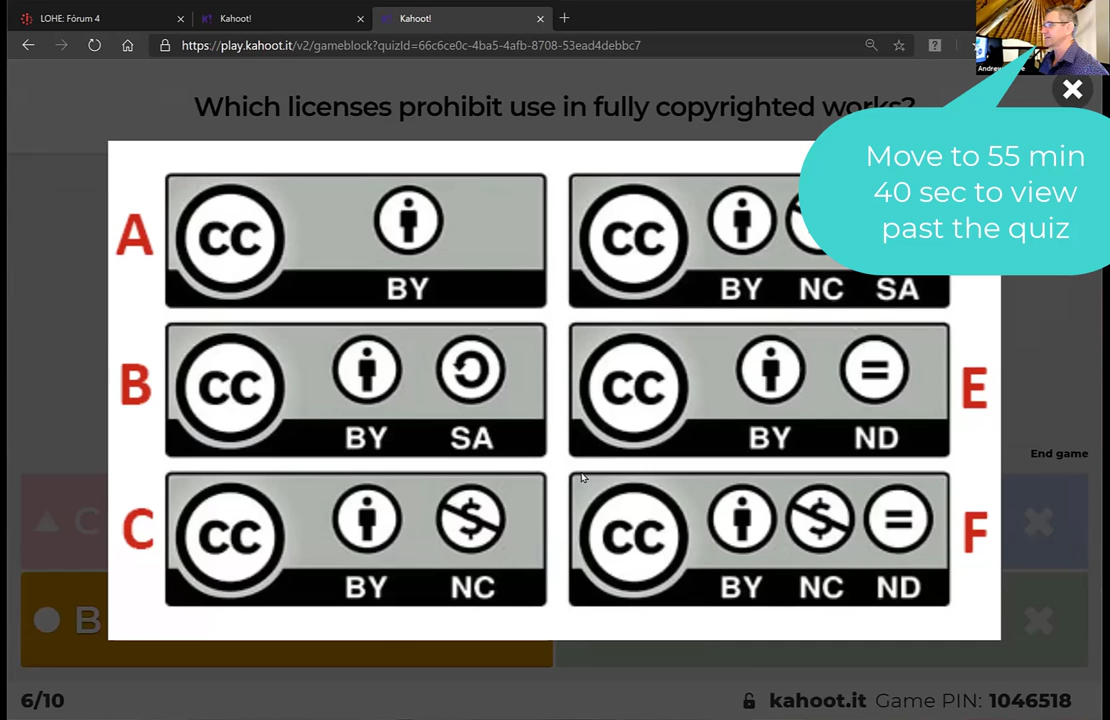 LOHE: Fórum 4
Kahoot!
Kahoot!
https://play.kahoot.it/v2/gameblock?quizId=66c6ce0c-4ba5-4afb-8708-53ead4debbc7
Which licenses prohibit use in fully copyrighted works?
Move to 55 min
40 sec to view
past the quiz
A
CC
BY
CC
BY NC SA
B
CC
BY SA
CC
BY ND
E
C
CC
BY NC
CC
BY NC ND
F
End game
C
B
6/10
kahoot.it Game PIN: 1046518